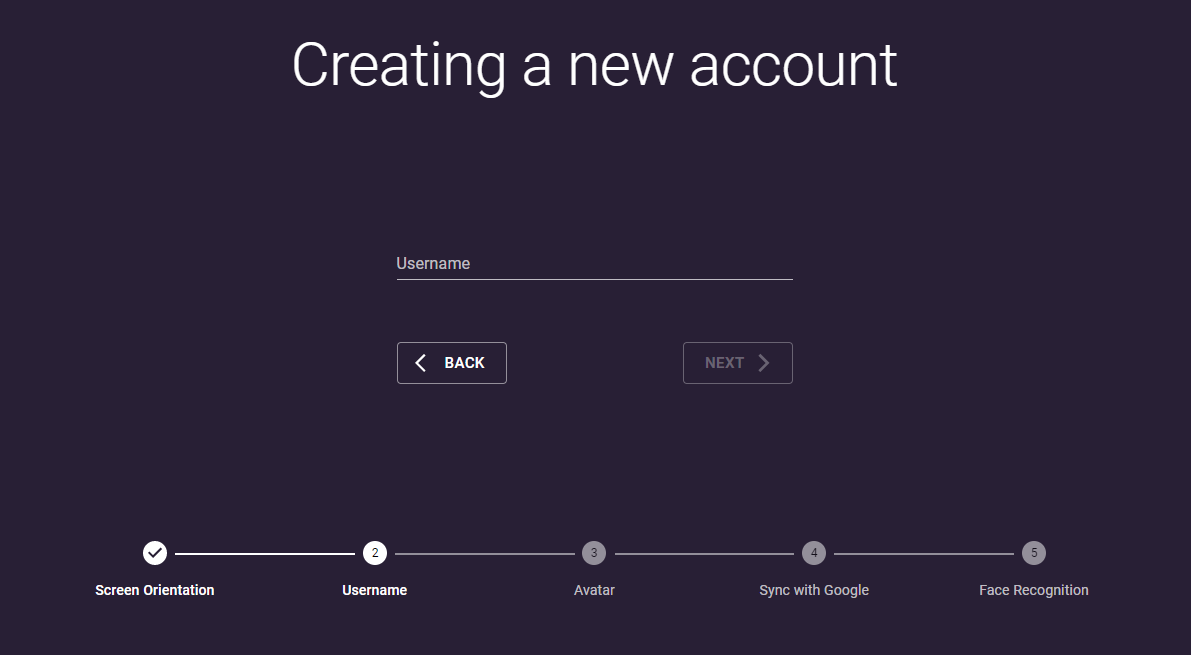 Creating a new account
Username
BACK
NEXT
2
3
4
5
Screen Orientation
Username
Avatar
Sync with Google
Face Recognition